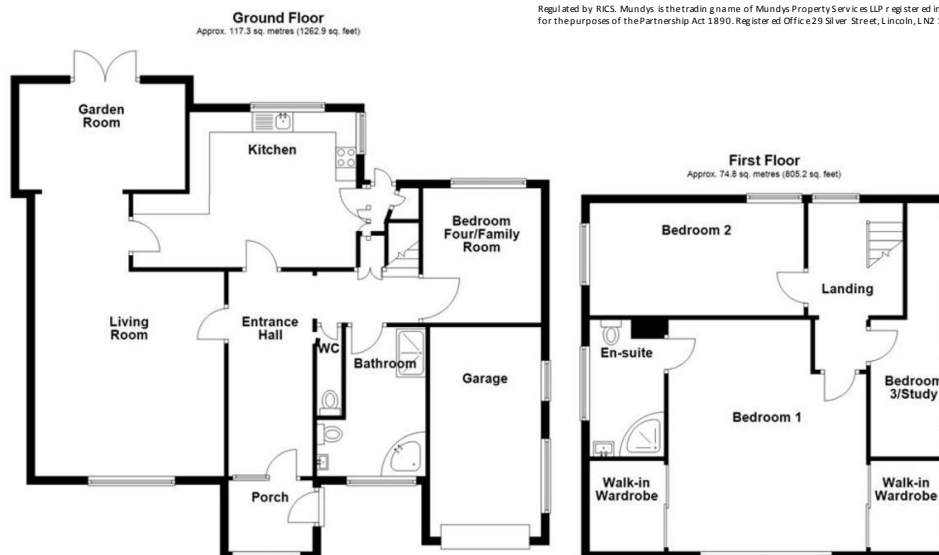 Regulated by RICS. Mundys is the trading name of Mundys Property Services LLP registered in
for the purposes of the Partnership Act 1890. Registered Office 29 Silver Street, Lincoln, LN2
Ground Floor
Approx. 117.3 sq. metres (1262.9 sq. feet)
Garden
Room
Kitchen
Bedroom
Four/Family
Room
Living
Room
Entrance
Hall
WC
Bathroom
Garage
Porch
First Floor
Approx. 74.8 sq. metres (805.2 sq. feet)
Bedroom 2
Landing
En-suite
Bedroom
3/Study
Bedroom 1
Walk-in
Wardrobe
Walk-in
Wardrobe